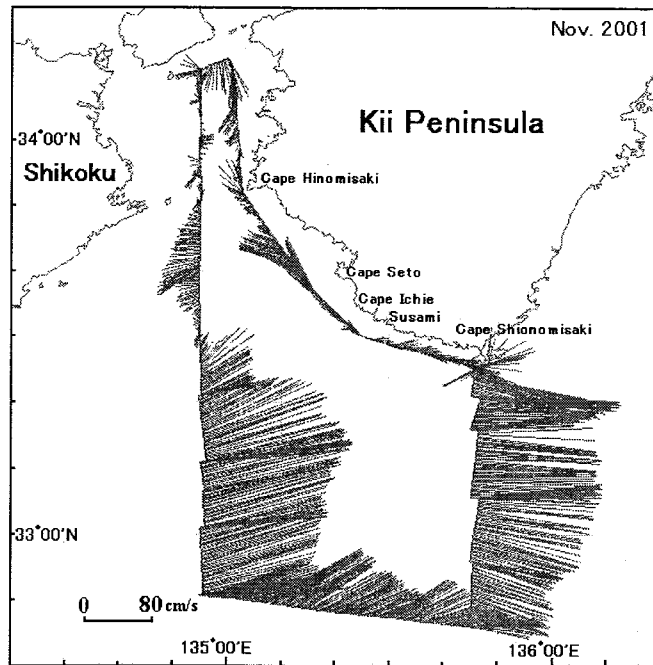 Nov. 2001
Kii Peninsula
34°00'N
Shikoku
Cape Hinomisaki
Cape Seto
Cape Ichie
Susami
Cape Shionomisaki
33°00'N
0 80 cm/s
135°00'E
136°00'E